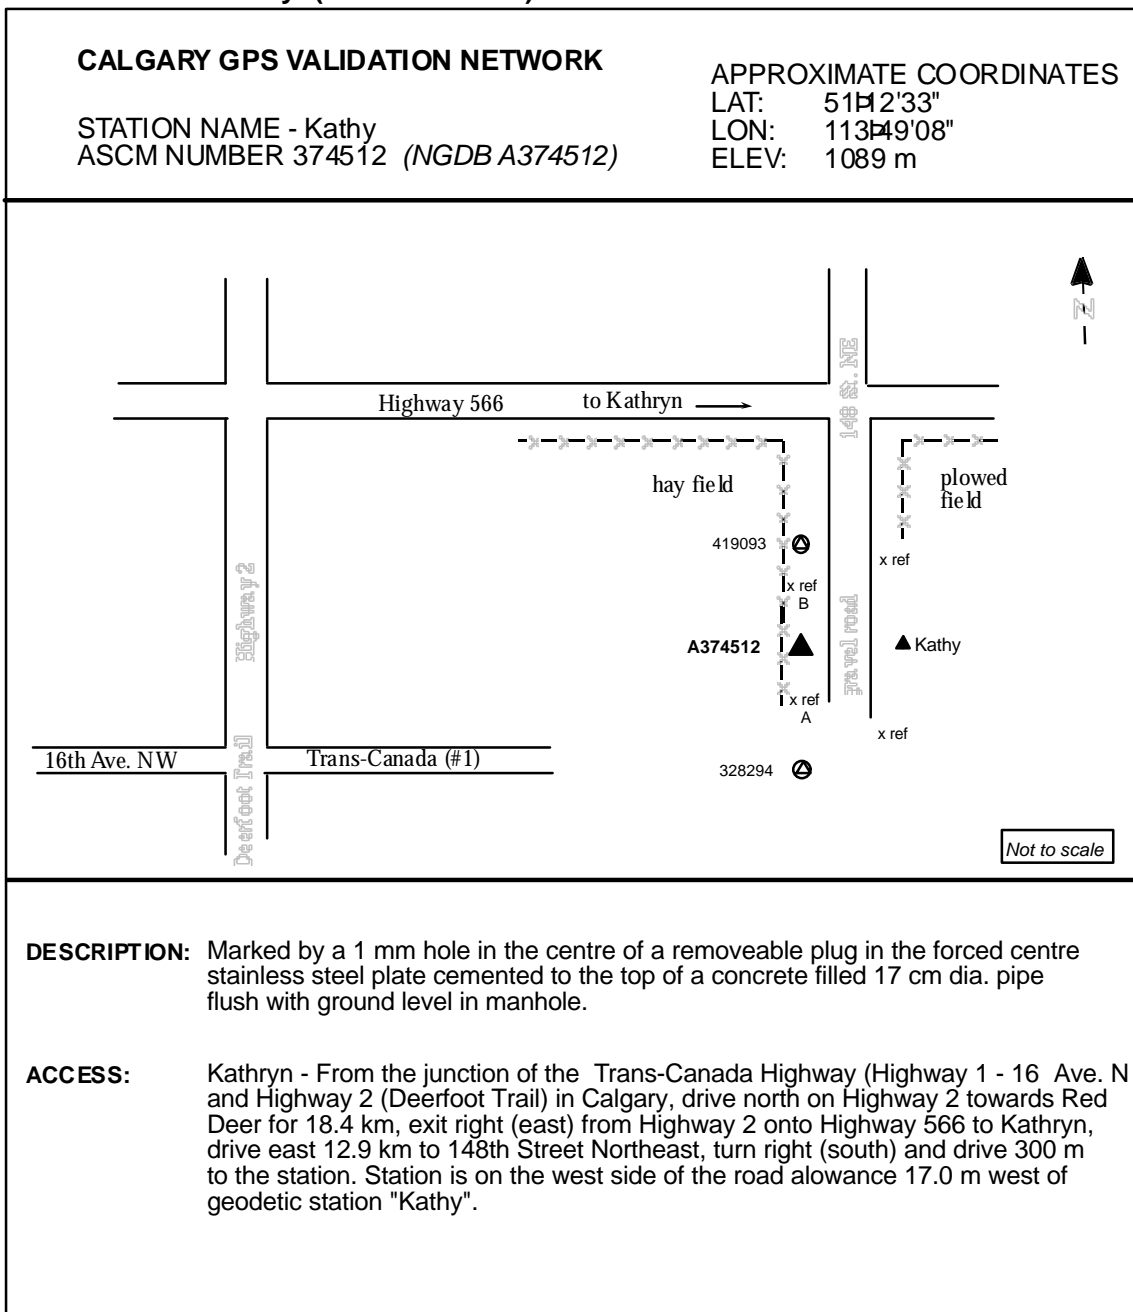 CALGARY GPS VALIDATION NETWORK
STATION NAME - Kathy
ASCM NUMBER 374512 (NGDB A374512)
APPROXIMATE COORDINATES
LAT: 51Þ12'33"
LON: 113Þ49'08"
ELEV: 1089 m
N
148 St. NE
Highway 566
to Kathryn
hay field
plowed
field
419093
x ref
x ref
B
Highway 2
gravel road
A374512
Kathy
x ref
A
x ref
16th Ave. NW
Trans-Canada (#1)
Deerfoot Trail
328294
Not to scale
DESCRIPTION: Marked by a 1 mm hole in the centre of a removeable plug in the forced centre
stainless steel plate cemented to the top of a concrete filled 17 cm dia. pipe
flush with ground level in manhole.
ACCESS: Kathryn - From the junction of the Trans-Canada Highway (Highway 1 - 16 Ave. N
and Highway 2 (Deerfoot Trail) in Calgary, drive north on Highway 2 towards Red
Deer for 18.4 km, exit right (east) from Highway 2 onto Highway 566 to Kathryn,
drive east 12.9 km to 148th Street Northeast, turn right (south) and drive 300 m
to the station. Station is on the west side of the road alowance 17.0 m west of
geodetic station "Kathy".